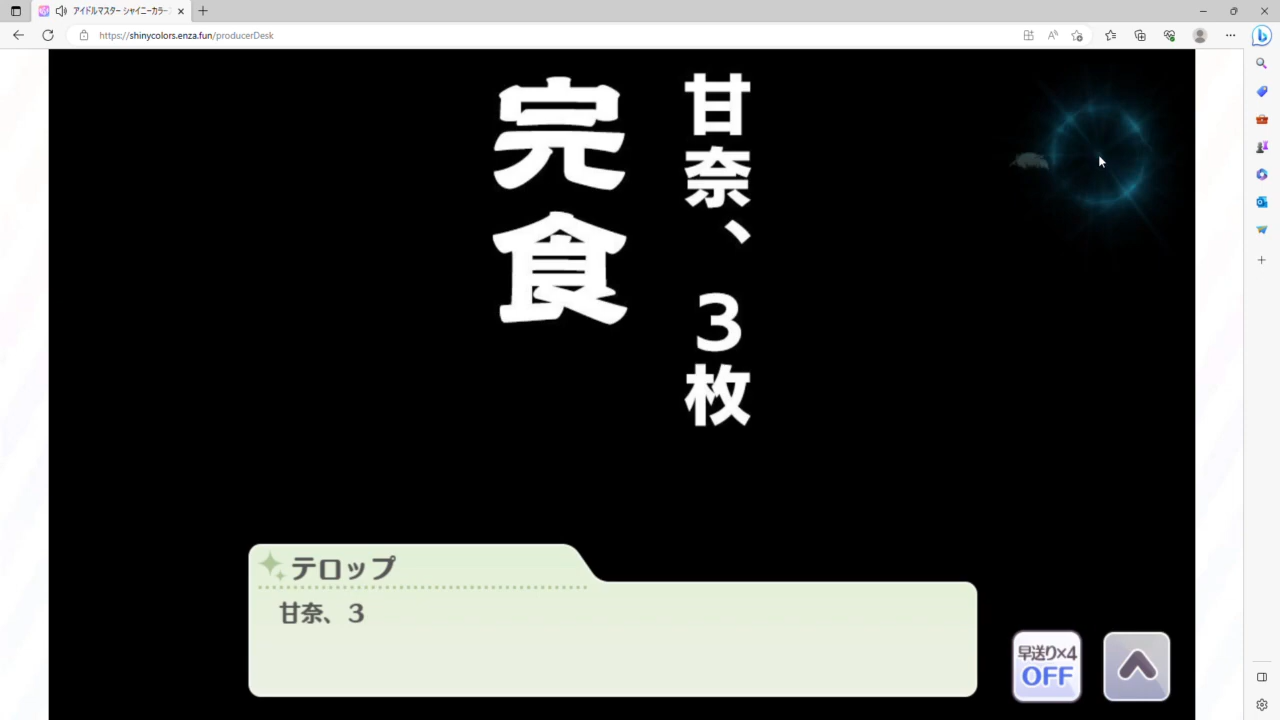 アイドルマスター シャイニーカラーズ
https://shinycolors.enza.fun/producerDesk
甘奈、３枚
完食
テロップ
甘奈、３
早送り×4
OFF